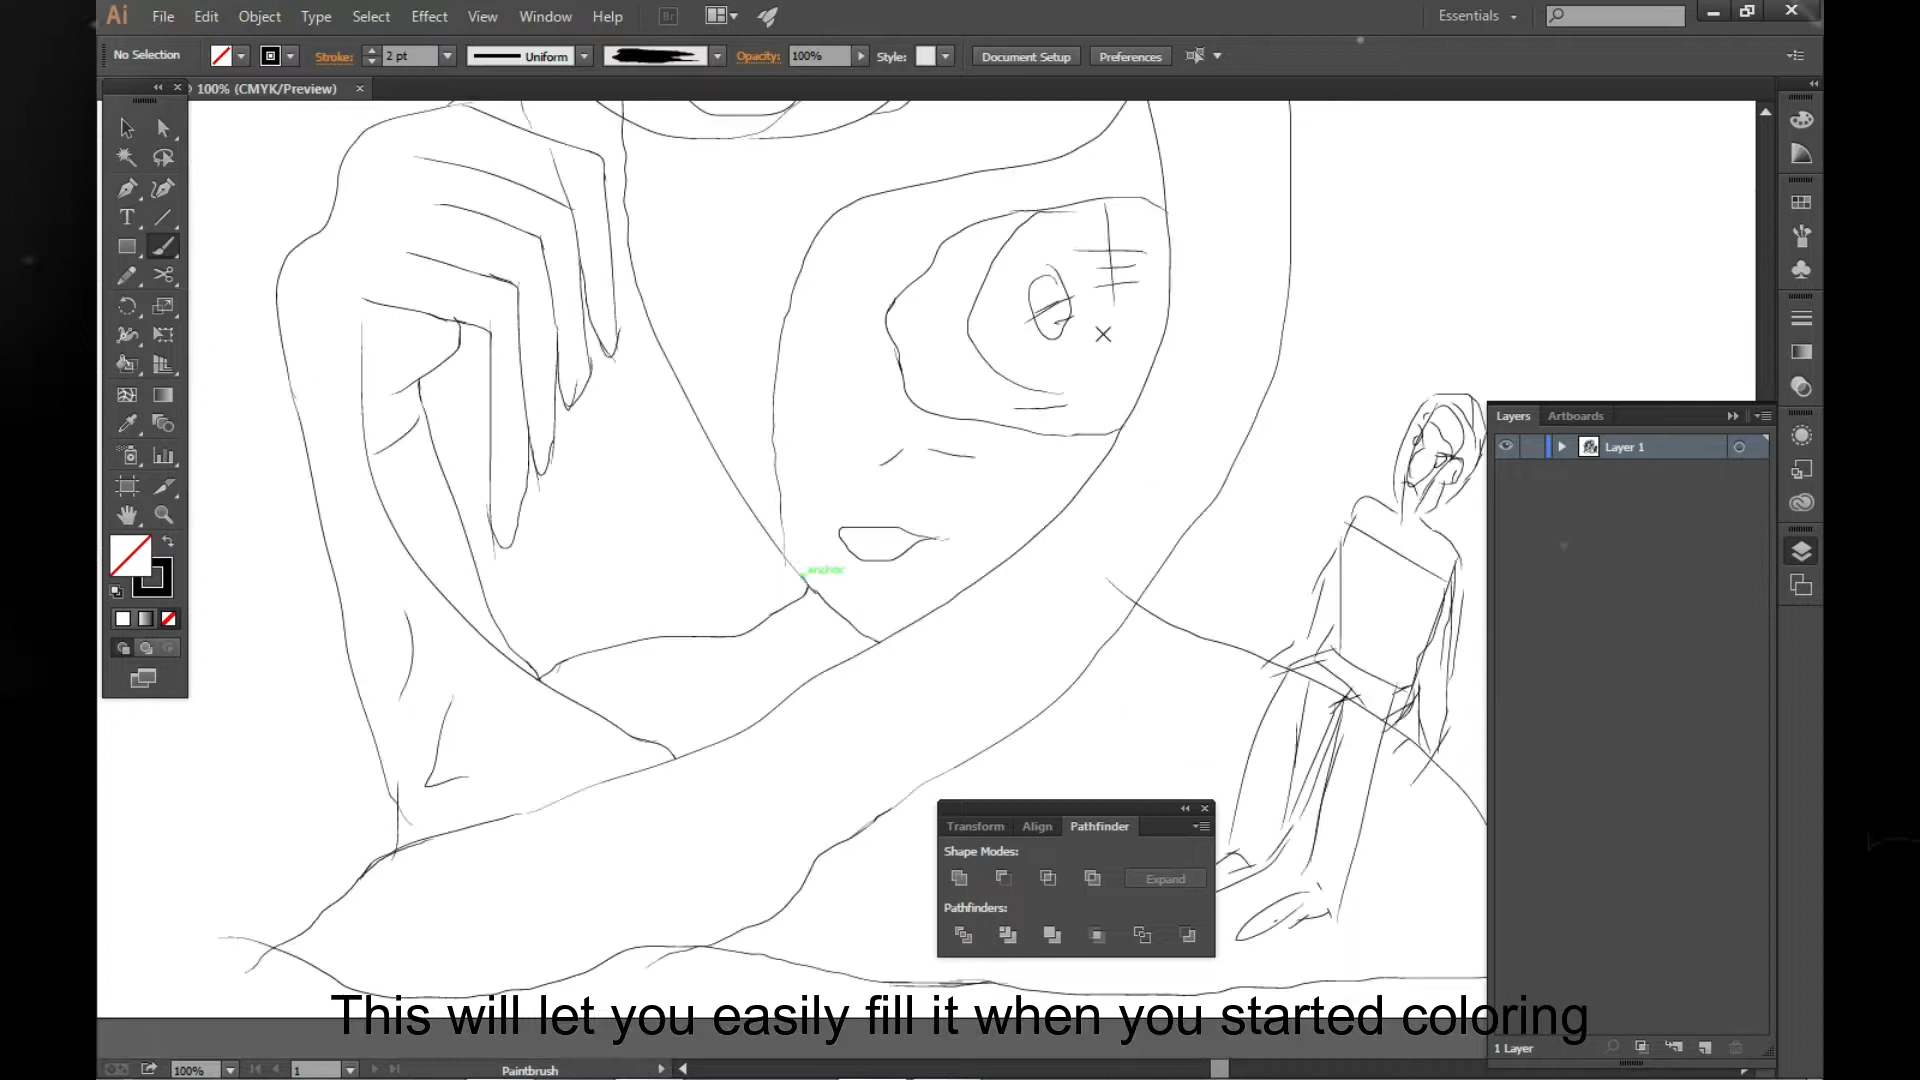 Ai File Edit Object Type Select Effect View Window Help Br Essentials
No Selection Stroke: 2 pt Uniform Opacity: 100% Style: Document Setup Preferences
100% (CMYK/Preview)
Layers Artboards
Layer 1
anchor
Transform Align Pathfinder
Shape Modes:
Expand
Pathfinders:
This will let you easily fill it when you started coloring
1 Layer
100% 1 Paintbrush